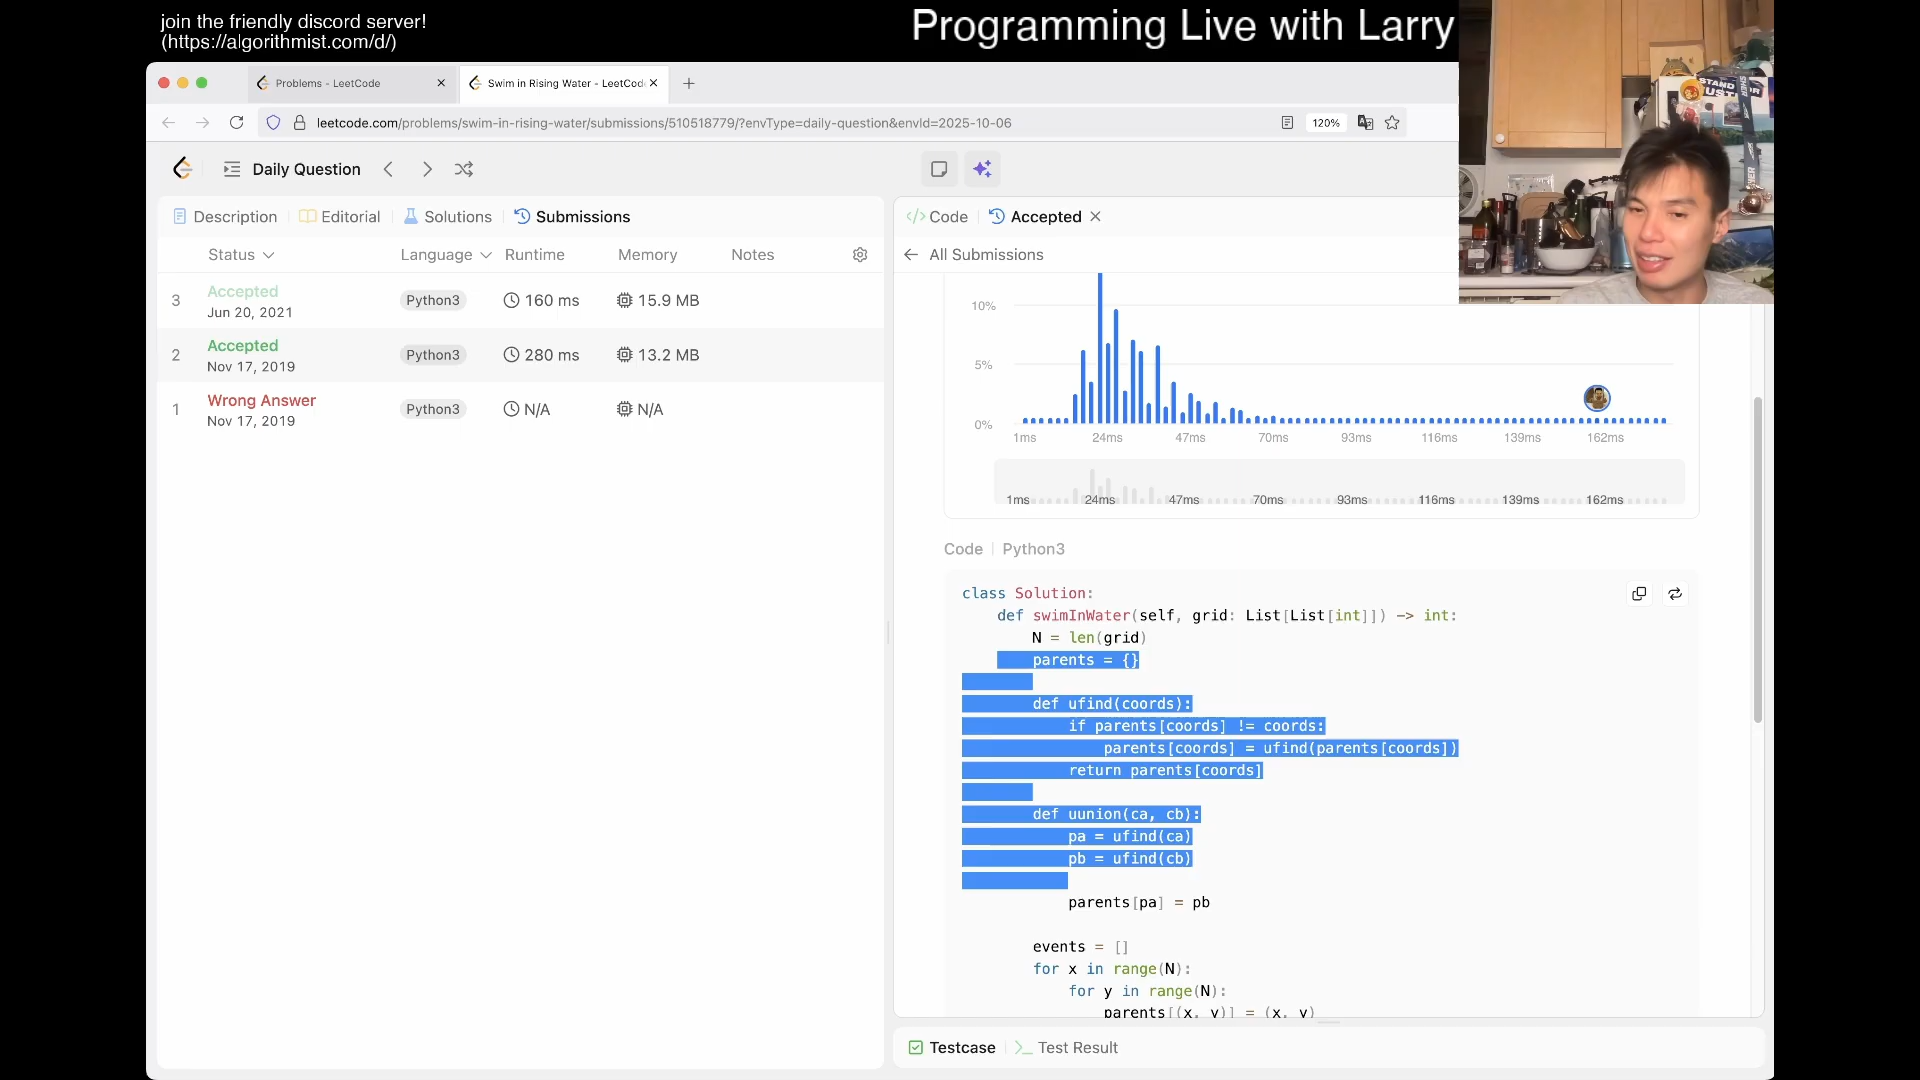 join the friendly discord server!
(https://algorithmist.com/d/)
Programming Live with Larry
Problems - LeetCode
Swim in Rising Water - LeetCod
leetcode.com/problems/swim-in-rising-water/submissions/510518779/?envType=daily-question&envId=2025-10-06
120%
Daily Question
Description
Editorial
Solutions
Submissions
Status
Language
Runtime
Memory
Notes
3
Accepted
Jun 20, 2021
Python3
160 ms
15.9 MB
2
Accepted
Nov 17, 2019
Python3
280 ms
13.2 MB
1
Wrong Answer
Nov 17, 2019
Python3
N/A
N/A
</> Code
Accepted
All Submissions
10%
5%
0%
1ms 24ms 47ms 70ms 93ms 116ms 139ms 162ms
1ms 24ms 47ms 70ms 93ms 116ms 139ms 162ms
Code | Python3
class Solution:
    def swimInWater(self, grid: List[List[int]]) -> int:
        N = len(grid)
        parents = {}
        def ufind(coords):
            if parents[coords] != coords:
                parents[coords] = ufind(parents[coords])
            return parents[coords]
        def uunion(ca, cb):
            pa = ufind(ca)
            pb = ufind(cb)
            parents[pa] = pb
        events = []
        for x in range(N):
            for y in range(N):
                parents[(x, y)] = (x, y)
Testcase
Test Result